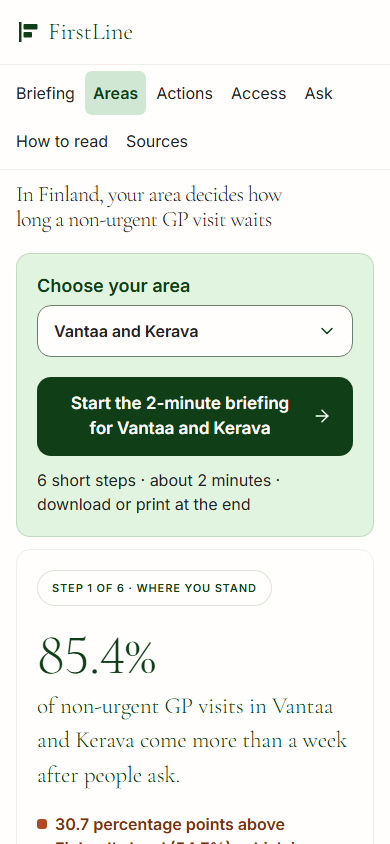 FirstLine
Briefing Areas Actions Access Ask
How to read Sources
In Finland, your area decides how
long a non-urgent GP visit waits
Choose your area
Vantaa and Kerava
Start the 2-minute briefing
for Vantaa and Kerava
6 short steps · about 2 minutes ·
download or print at the end
STEP 1 OF 6 · WHERE YOU STAND
85.4%
of non-urgent GP visits in Vantaa
and Kerava come more than a week
after people ask.
30.7 percentage points above